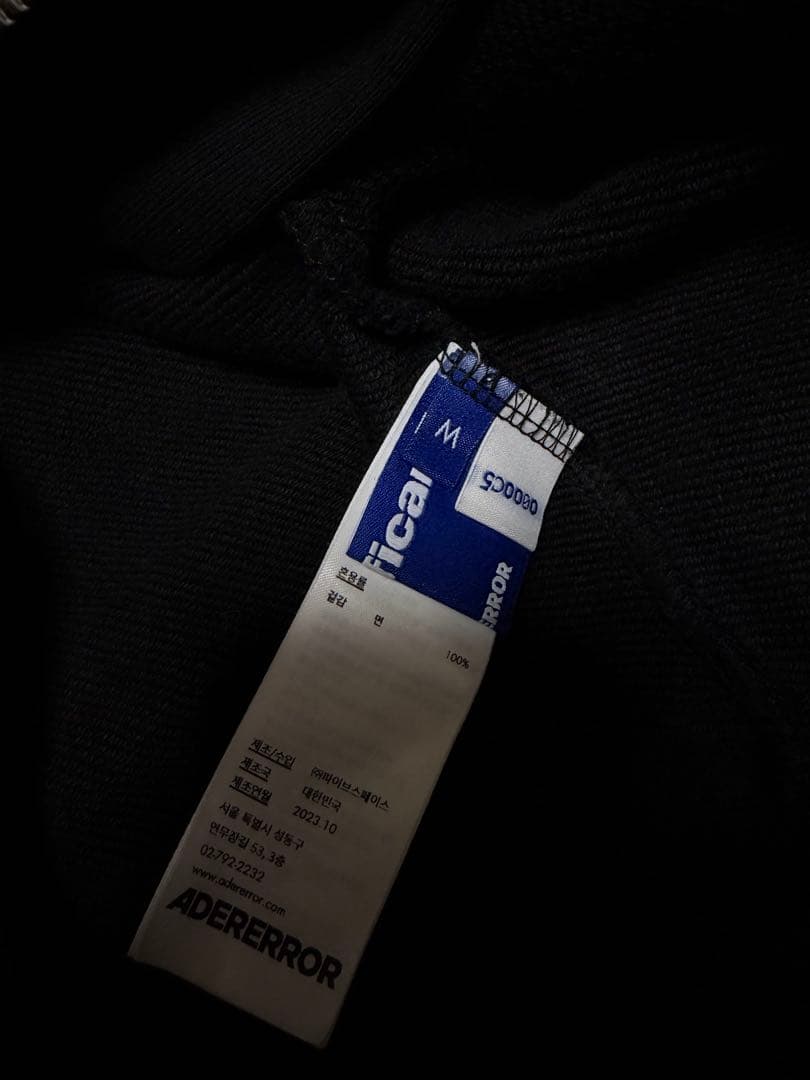 W
Q000C5
fical
ERROR
혼용률
겉감 면 100%
제조/수입 ㈜파이브스페이스
제조국 대한민국
제조연월 2023.10
서울 특별시 성동구
연무장길 53, 3층
02-792-2232
www.adererror.com
ADERERROR